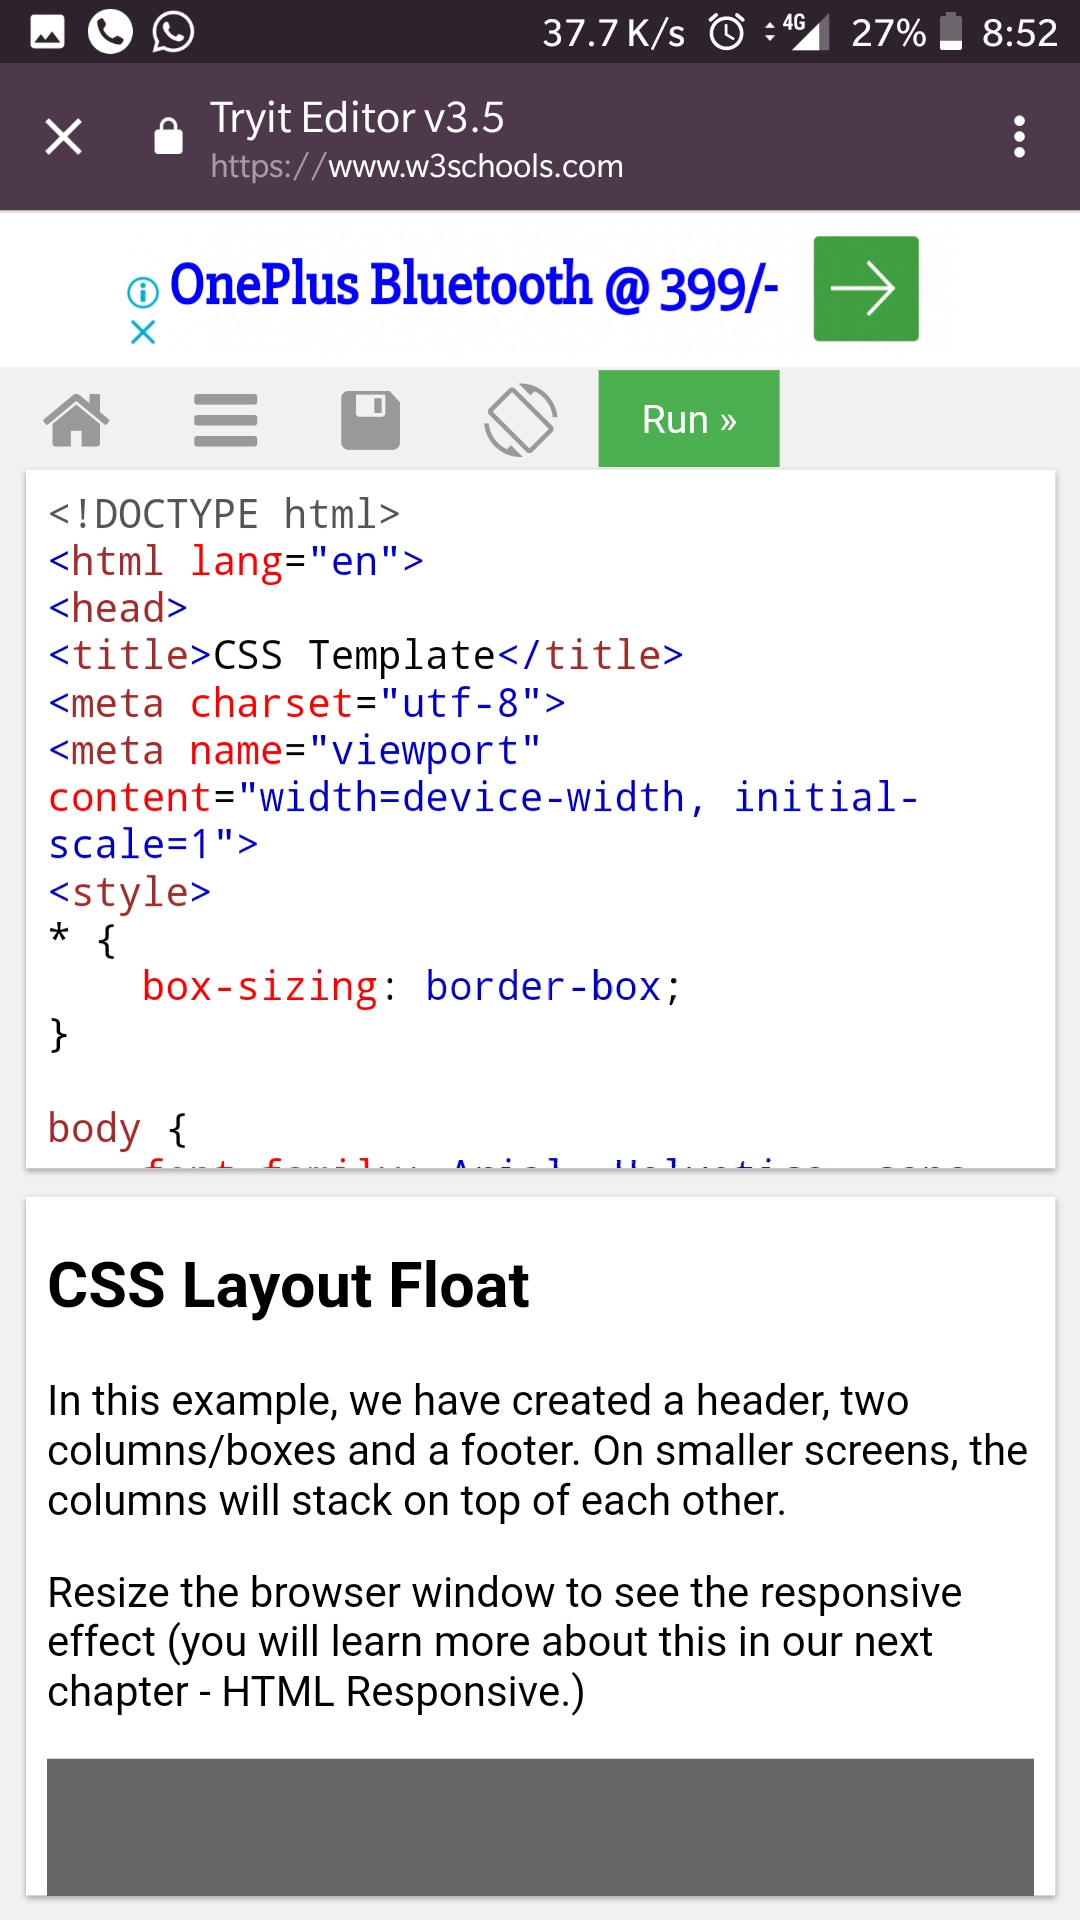 37.7 K/s 4G 27% 8:52
Tryit Editor v3.5
https://www.w3schools.com
OnePlus Bluetooth @ 399/-
Run »
<!DOCTYPE html>
<html lang="en">
<head>
<title>CSS Template</title>
<meta charset="utf-8">
<meta name="viewport"
content="width=device-width, initial-
scale=1">
<style>
* {
    box-sizing: border-box;
}
body {
CSS Layout Float
In this example, we have created a header, two
columns/boxes and a footer. On smaller screens, the
columns will stack on top of each other.
Resize the browser window to see the responsive
effect (you will learn more about this in our next
chapter - HTML Responsive.)